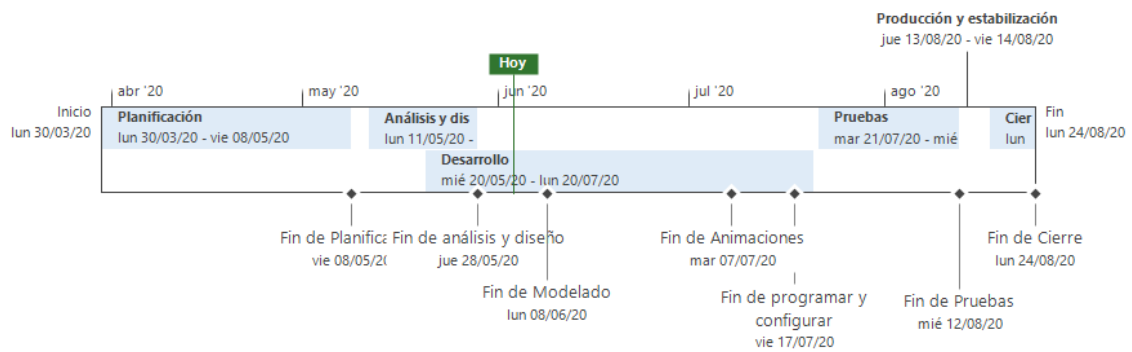 Producción y estabilización
jue 13/08/20 - vie 14/08/20
Hoy
abr '20
may '20
jun '20
jul '20
ago '20
Inicio
lun 30/03/20
Fin
lun 24/08/20
Planificación
lun 30/03/20 - vie 08/05/20
Análisis y dis
lun 11/05/20 -
Pruebas
mar 21/07/20 - mié
Cier
lun
Desarrollo
mié 20/05/20 - lun 20/07/20
Fin de Planifica
vie 08/05/20
Fin de análisis y diseño
jue 28/05/20
Fin de Animaciones
mar 07/07/20
Fin de Cierre
lun 24/08/20
Fin de Modelado
lun 08/06/20
Fin de programar y
configurar
vie 17/07/20
Fin de Pruebas
mié 12/08/20